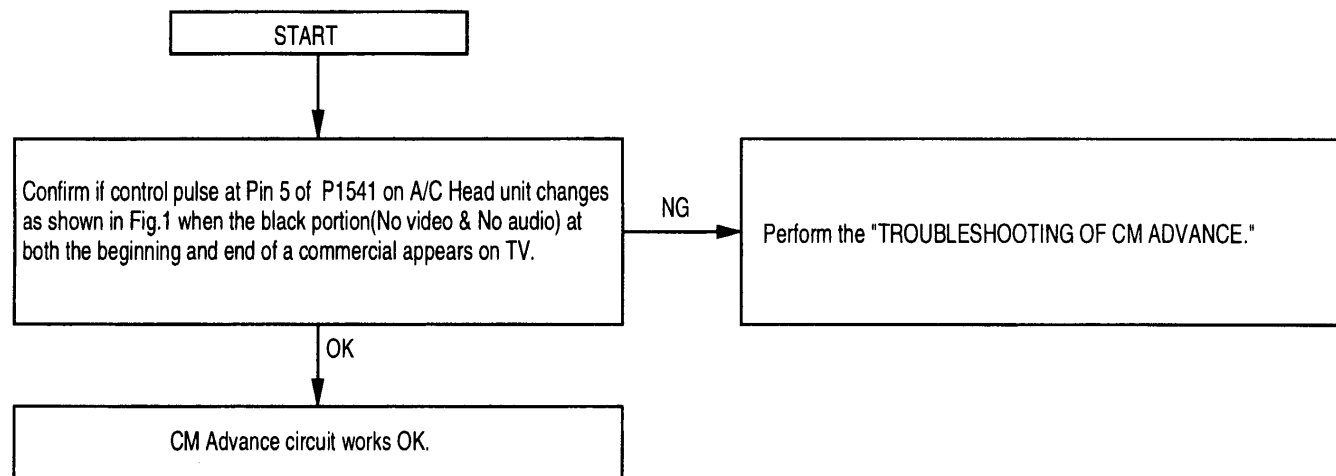 START
Confirm if control pulse at Pin 5 of P1541 on A/C Head unit changes
as shown in Fig.1 when the black portion(No video & No audio) at
both the beginning and end of a commercial appears on TV.
NG
Perform the "TROUBLESHOOTING OF CM ADVANCE."
OK
CM Advance circuit works OK.